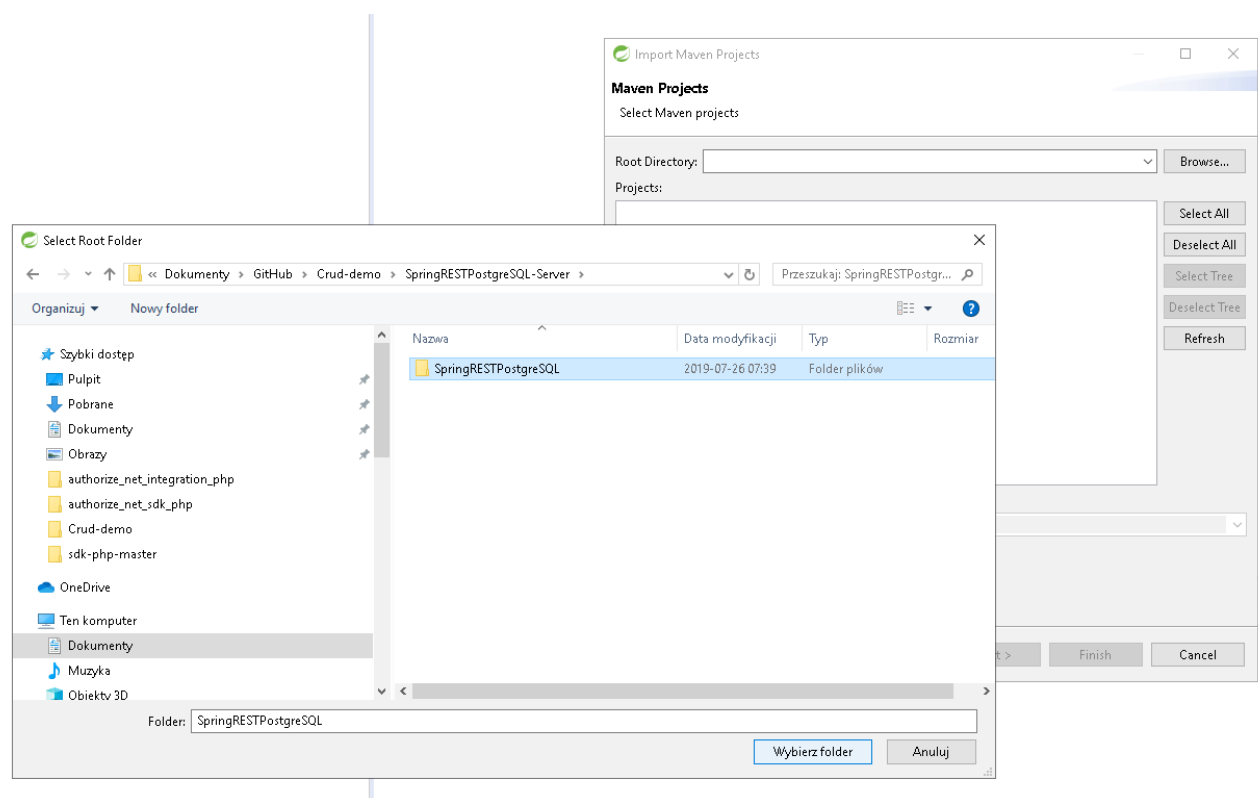 Import Maven Projects
Maven Projects
Select Maven projects
Root Directory:
Browse...
Projects:
Select All
Deselect All
Select Tree
Deselect Tree
Refresh
t >
Finish
Cancel
Select Root Folder
« Dokumenty > GitHub > Crud-demo > SpringRESTPostgreSQL-Server >
Przeszukaj: SpringRESTPostgr...
Organizuj
Nowy folder
Nazwa
Data modyfikacji
Typ
Rozmiar
SpringRESTPostgreSQL
2019-07-26 07:39
Folder plików
Szybki dostęp
Pulpit
Pobrane
Dokumenty
Obrazy
authorize_net_integration_php
authorize_net_sdk_php
Crud-demo
sdk-php-master
OneDrive
Ten komputer
Dokumenty
Muzyka
Obiekty 3D
Folder: SpringRESTPostgreSQL
Wybierz folder
Anuluj